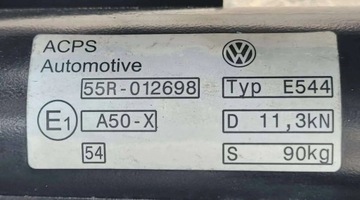 ACPS
Automotive
55R-012698 Typ E544
E1 A50-X D 11,3kN
54 S 90kg